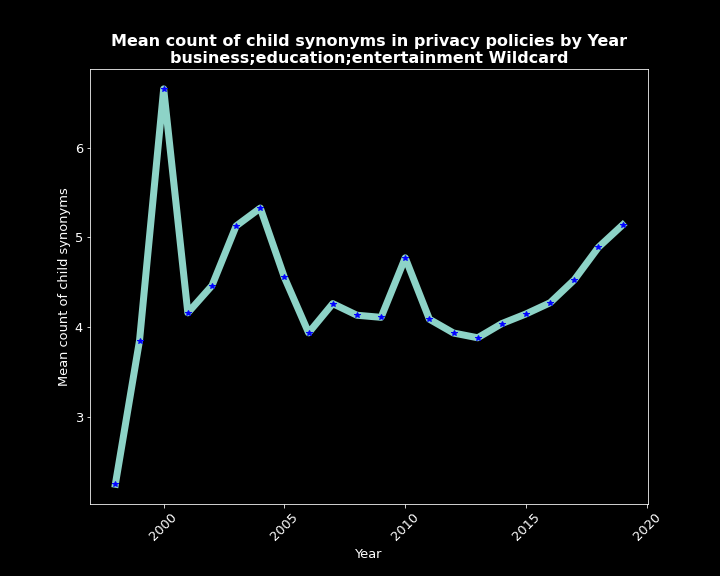 Mean count of child synonyms in privacy policies by Year
business;education;entertainment Wildcard
Mean count of child synonyms
6
5
4
3
2000
2005
2010
2015
2020
Year